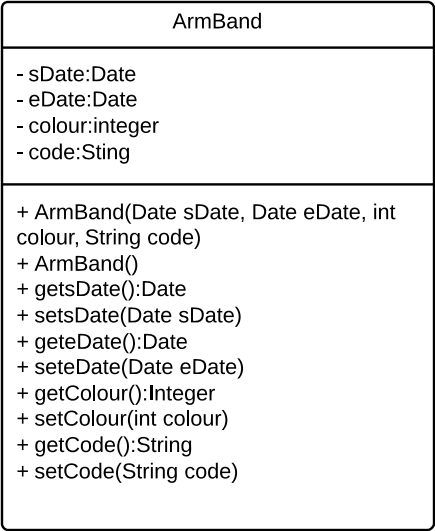 ArmBand
- sDate:Date
- eDate:Date
- colour:integer
- code:Sting
+ ArmBand(Date sDate, Date eDate, int
colour, String code)
+ ArmBand()
+ getsDate():Date
+ setsDate(Date sDate)
+ geteDate():Date
+ seteDate(Date eDate)
+ getColour():Integer
+ setColour(int colour)
+ getCode():String
+ setCode(String code)